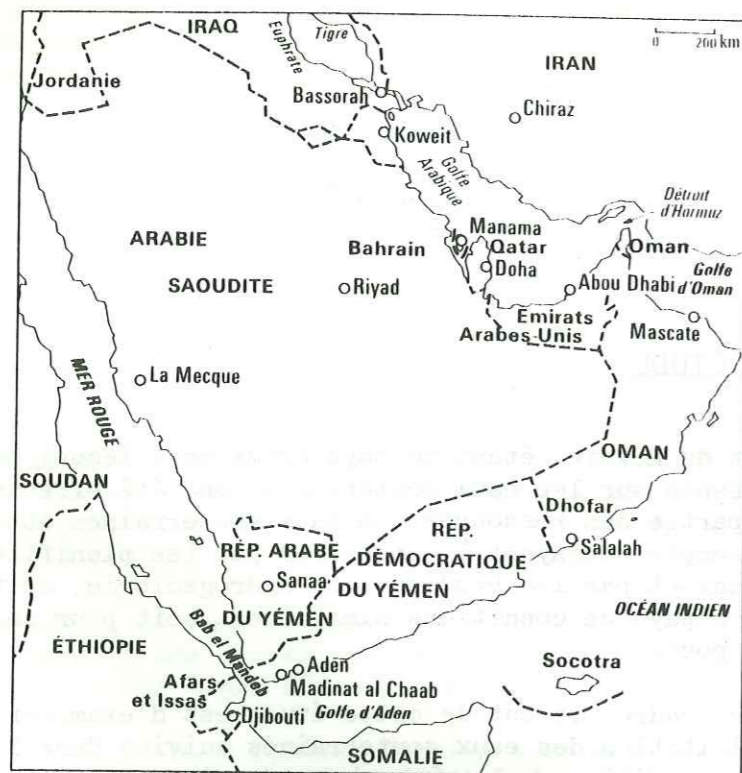 IRAQ
Euphrate
Tigre
0 200 km
IRAN
Jordanie
Bassorah
Chiraz
Koweit
Golfe
Arabique
Détroit
d'Hormuz
ARABIE
Bahrain
Manama
Qatar
Doha
Oman
Golfe
d'Oman
SAOUDITE
Riyad
Abou Dhabi
Emirats
Arabes-Unis
Mascate
MER ROUGE
La Mecque
OMAN
SOUDAN
Dhofar
Salalah
RÉP. ARABE
DU YÉMEN
Sanaa
RÉP.
DÉMOCRATIQUE
DU YÉMEN
OCÉAN INDIEN
ÉTHIOPIE
Bab el Mandeb
Aden
Madinat al Chaab
Socotra
Afars
et Issas
Golfe d'Aden
Djibouti
SOMALIE